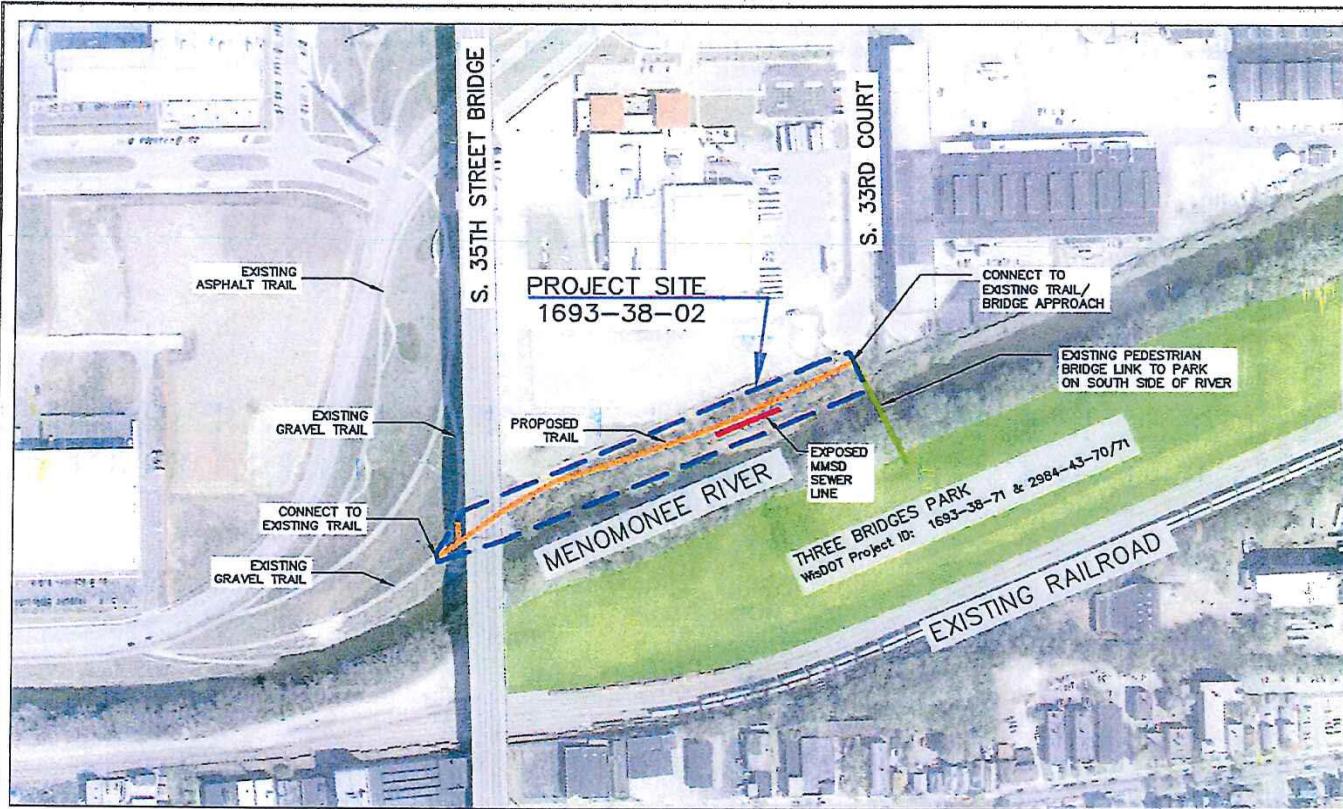 S. 35TH STREET BRIDGE
S. 33RD COURT
EXISTING
ASPHALT TRAIL
PROJECT SITE
1693-38-02
CONNECT TO
EXISTING TRAIL/
BRIDGE APPROACH
EXISTING PEDESTRIAN
BRIDGE LINK TO PARK
ON SOUTH SIDE OF RIVER
EXISTING
GRAVEL TRAIL
PROPOSED
TRAIL
EXPOSED
MMSD
SEWER
LINE
CONNECT TO
EXISTING TRAIL
MENOMONEE RIVER
THREE BRIDGES PARK
WisDOT Project ID: 1693-38-71 & 2984-43-70/71
EXISTING
GRAVEL TRAIL
EXISTING RAILROAD